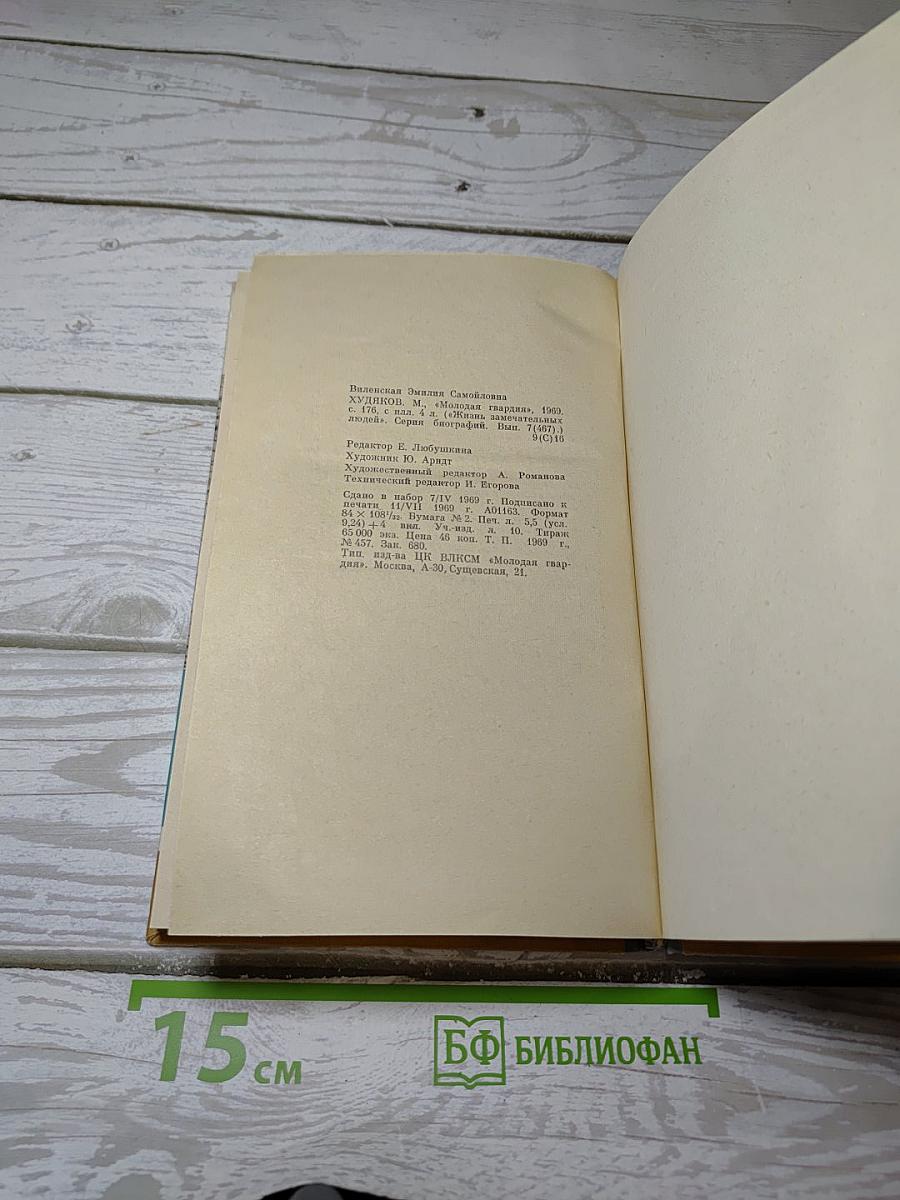 Виленская Эмилия Самойловна
ХУДЯКОВ. М., «Молодая гвардия», 1969.
с. 176, с илл. 4 л. («Жизнь замечательных
людей». Серия биографий. Вып. 7(467).)
9(С)16
Редактор Е. Любушкина
Художник Ю. Арндт
Художественный редактор А. Романова
Технический редактор И. Егорова
Сдано в набор 7/IV 1969 г. Подписано к
печати 11/VII 1969 г. А01163. Формат
84 × 108¹/₃₂. Бумага № 2. Печ. л. 5,5 (усл.
9,24) + 4 вкл. Уч.-изд. л. 10. Тираж
65 000 экз. Цена 46 коп. Т. П. 1969 г.,
№ 457. Зак. 680.
Тип. изд-ва ЦК ВЛКСМ «Молодая гвар-
дия». Москва, А-30, Сущевская, 21.
15 см
БФ БИБЛИОФАН